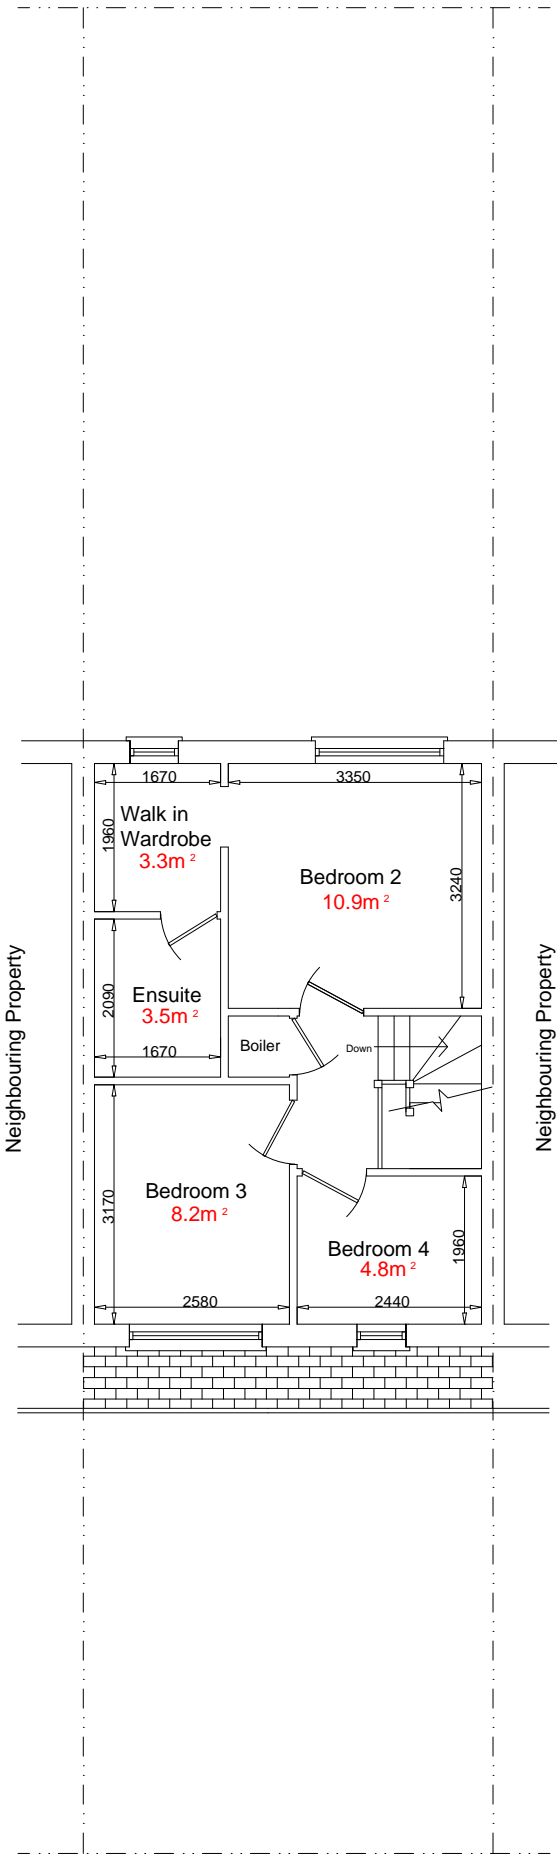 1670
3350
1960
Walk in
Wardrobe
3.3m ²
3240
Bedroom 2
10.9m ²
Neighbouring Property
Neighbouring Property
2090
Ensuite
3.5m ²
1670
Boiler
Down
3170
Bedroom 3
8.2m ²
Bedroom 4
4.8m ²
1960
2580
2440